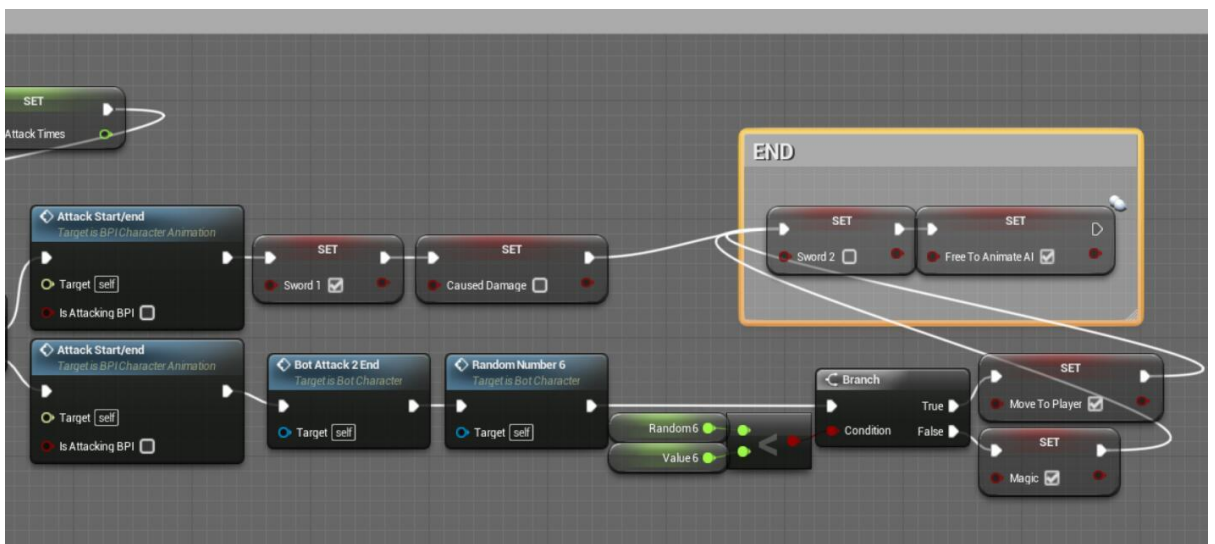 SET
Attack Times
END
Attack Start/end
Target is BPI Character Animation
Target self
Is Attacking BPI
SET
Sword 1
SET
Caused Damage
SET
Sword 2
SET
Free To Animate AI
Attack Start/end
Target is BPI Character Animation
Target self
Is Attacking BPI
Bot Attack 2 End
Target is Bot Character
Target self
Random Number 6
Target is Bot Character
Target self
Random6
Value 6
<
Branch
True
Condition
False
SET
Move To Player
SET
Magic